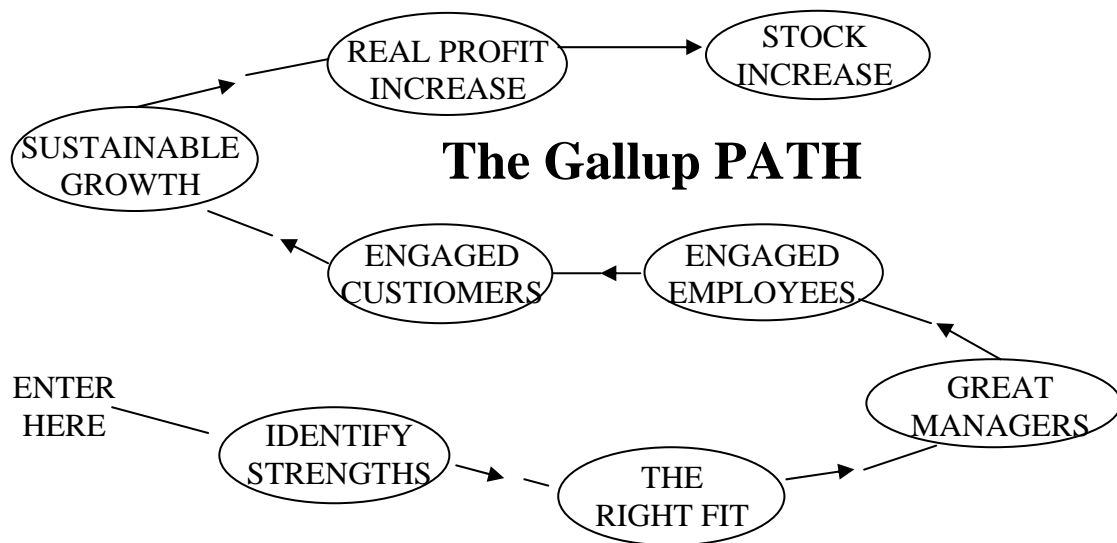 REAL PROFIT
INCREASE
STOCK
INCREASE
SUSTAINABLE
GROWTH
The Gallup PATH
ENGAGED
CUSTIOMERS
ENGAGED
EMPLOYEES
ENTER
HERE
GREAT
MANAGERS
IDENTIFY
STRENGTHS
THE
RIGHT FIT